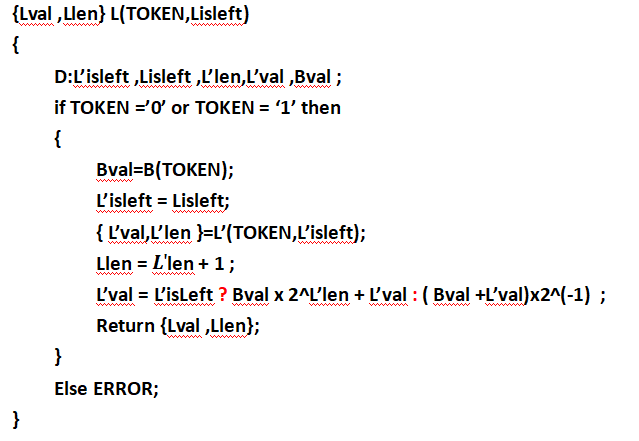 {Lval ,Llen} L(TOKEN,Lisleft)
{
D:L’isleft ,Lisleft ,L’len,L’val ,Bval ;
if TOKEN =’0’ or TOKEN = ‘1’ then
{
Bval=B(TOKEN);
L’isleft = Lisleft;
{ L’val,L’len }=L’(TOKEN,L’isleft);
Llen = L'len + 1 ;
L’val = L’isLeft ? Bval x 2^L’len + L’val : ( Bval +L’val)x2^(-1) ;
Return {Lval ,Llen};
}
Else ERROR;
}